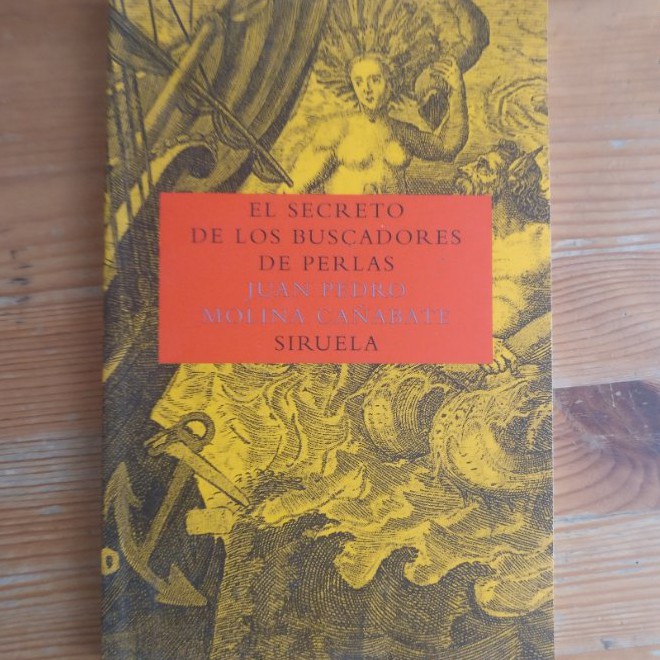 EL SECRETO
DE LOS BUSCADORES
DE PERLAS
JUAN PEDRO
MOLINA CAÑABATE
SIRUELA